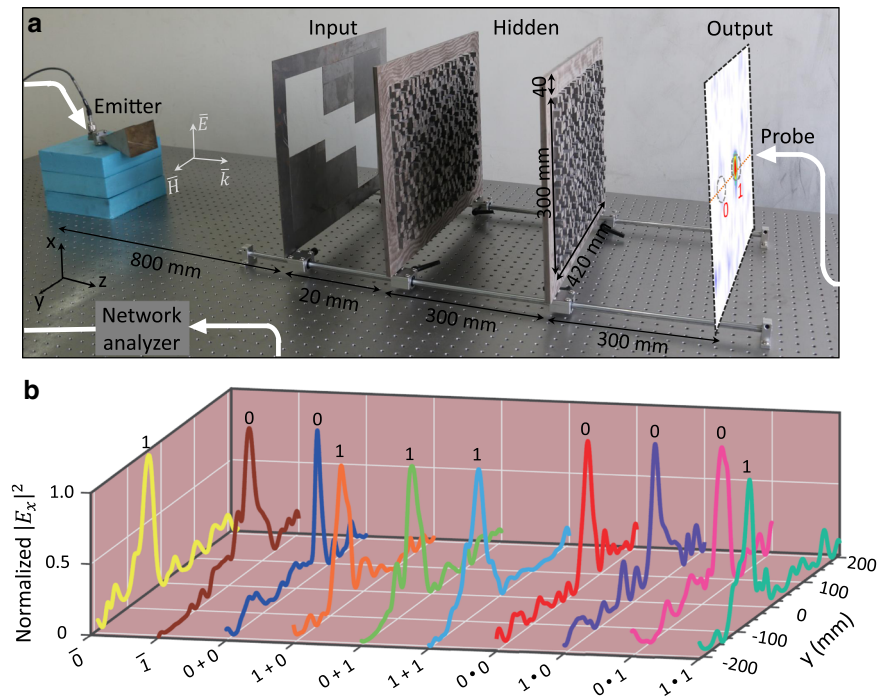 a
Input
Hidden
Output
Emitter
E̅
H̅
k̅
40
300 mm
420 mm
Probe
0
1
x
y
z
800 mm
20 mm
300 mm
300 mm
Network
analyzer
b
Normalized |Eₓ|²
1.0
0.5
0
1
0
0
1
1
1
0
0
0
1
0̅
1̅
0 + 0
1 + 0
0 + 1
1 + 1
0 • 0
1 • 0
0 • 1
1 • 1
-200
-100
0
100
200
y (mm)